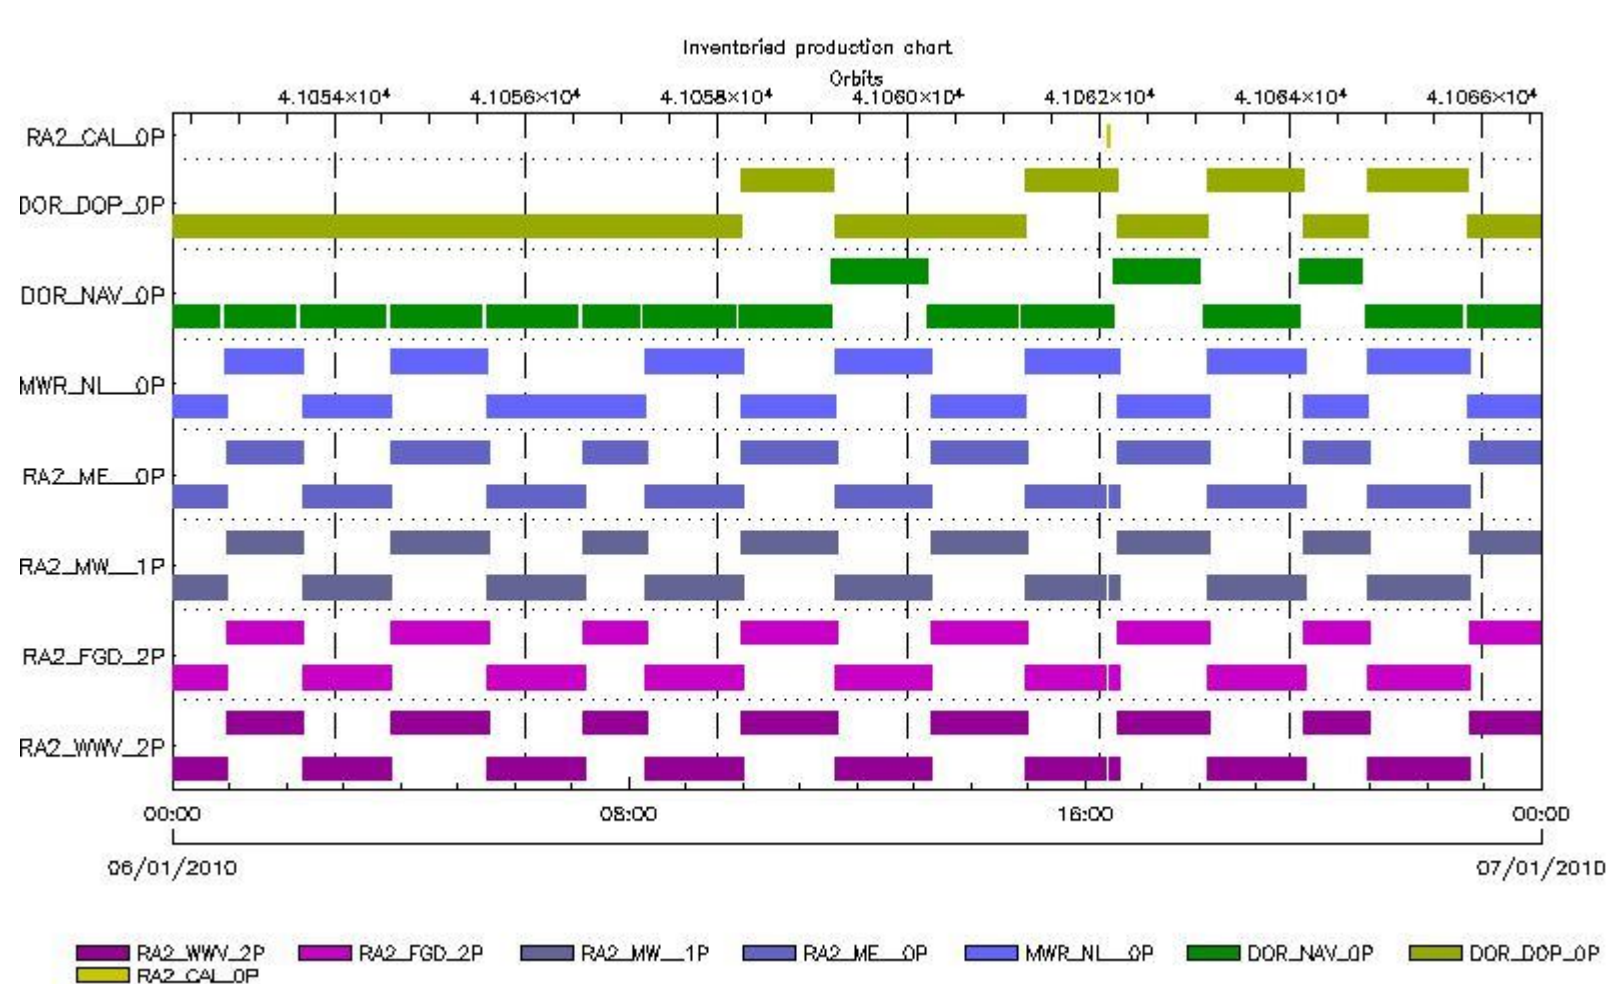 Inventoried production chart
Orbits
4.1054×10⁴ 4.1056×10⁴ 4.1058×10⁴ 4.1060×10⁴ 4.1062×10⁴ 4.1064×10⁴ 4.1066×10⁴
RA2_CAL_0P
DOR_DOP_0P
DOR_NAV_0P
MWR_NL__0P
RA2_ME__0P
RA2_MW__1P
RA2_FGD_2P
RA2_WWV_2P
00:00 08:00 16:00 00:00
06/01/2010 07/01/2010
RA2_WWV_2P RA2_FGD_2P RA2_MW__1P RA2_ME__0P MWR_NL__0P DOR_NAV_0P DOR_DOP_0P
RA2_CAL_0P